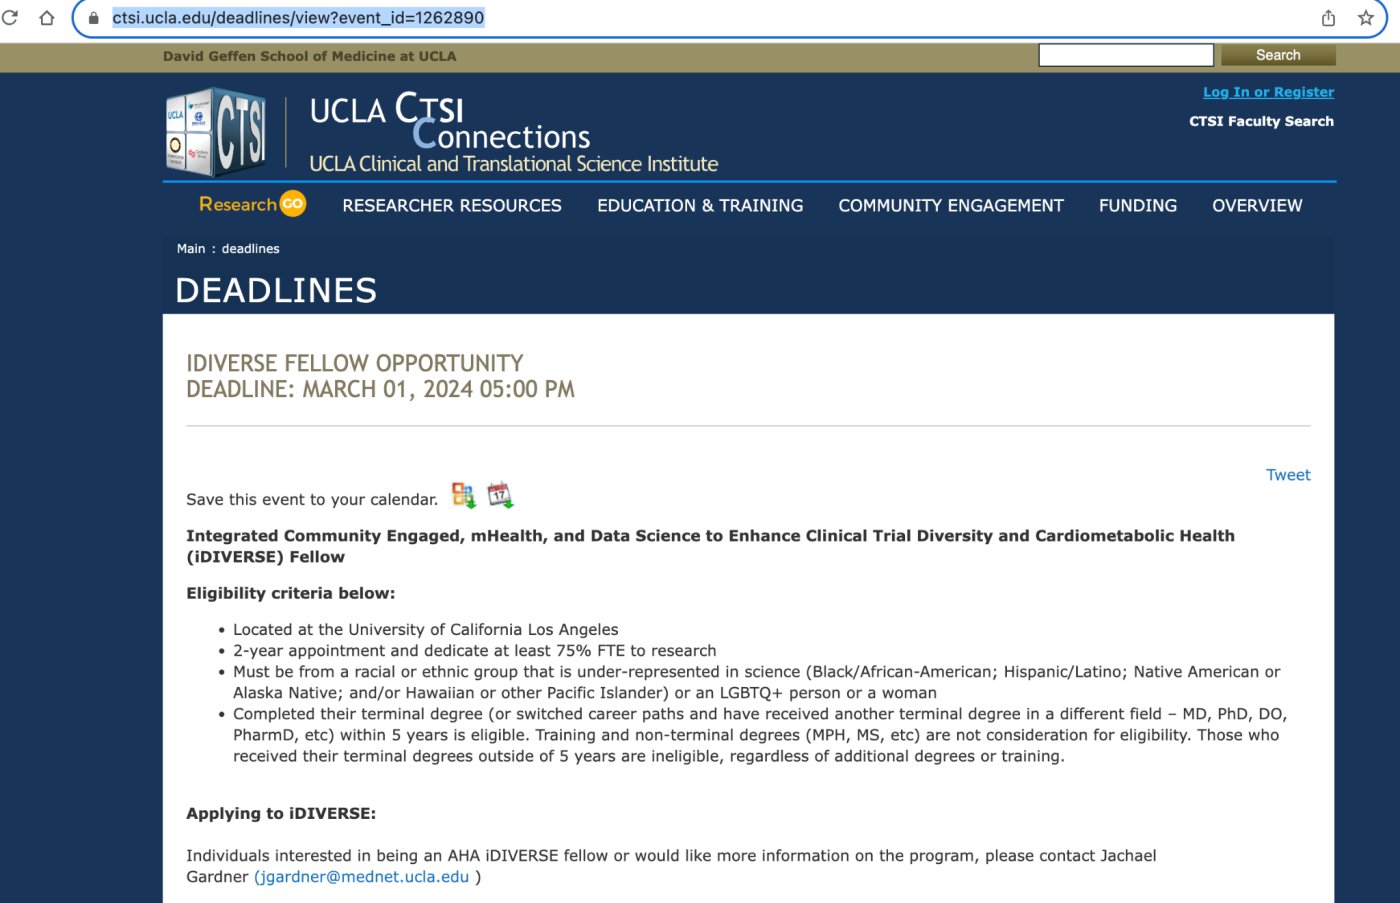 ctsi.ucla.edu/deadlines/view?event_id=1262890
David Geffen School of Medicine at UCLA
Search
Log In or Register
CTSI Faculty Search
UCLA
CTSI
UCLA CTSI
Connections
UCLA Clinical and Translational Science Institute
Research GO
RESEARCHER RESOURCES
EDUCATION & TRAINING
COMMUNITY ENGAGEMENT
FUNDING
OVERVIEW
Main : deadlines
DEADLINES
IDIVERSE FELLOW OPPORTUNITY
DEADLINE: MARCH 01, 2024 05:00 PM
Tweet
Save this event to your calendar.
17
Integrated Community Engaged, mHealth, and Data Science to Enhance Clinical Trial Diversity and Cardiometabolic Health
(iDIVERSE) Fellow
Eligibility criteria below:
• Located at the University of California Los Angeles
• 2-year appointment and dedicate at least 75% FTE to research
• Must be from a racial or ethnic group that is under-represented in science (Black/African-American; Hispanic/Latino; Native American or
Alaska Native; and/or Hawaiian or other Pacific Islander) or an LGBTQ+ person or a woman
• Completed their terminal degree (or switched career paths and have received another terminal degree in a different field – MD, PhD, DO,
PharmD, etc) within 5 years is eligible. Training and non-terminal degrees (MPH, MS, etc) are not consideration for eligibility. Those who
received their terminal degrees outside of 5 years are ineligible, regardless of additional degrees or training.
Applying to iDIVERSE:
Individuals interested in being an AHA iDIVERSE fellow or would like more information on the program, please contact Jachael
Gardner (jgardner@mednet.ucla.edu )